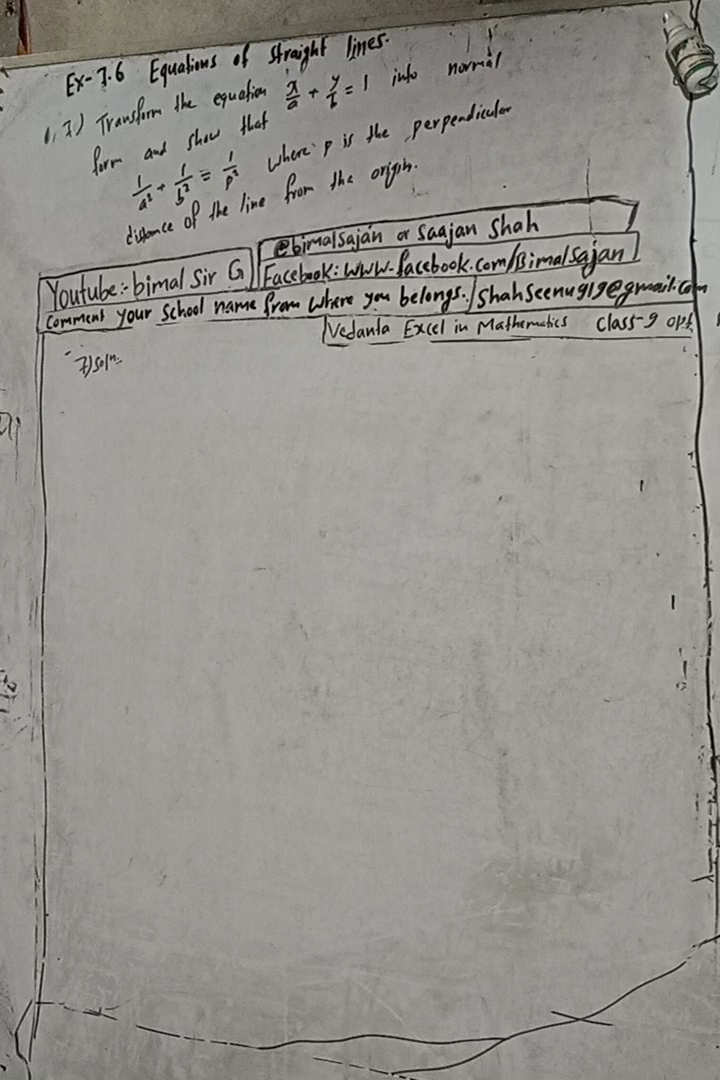 Ex-7.6 Equations of straight lines.
7) Transform the equation x/a + y/b = 1 into normal
form and show that
1/a² + 1/b² = 1/p² where p is the perpendicular
distance of the line from the origin.
@bimalsajan or Saajan Shah
Youtube:- bimal Sir G
Facebook: www.facebook.com/Bimalsajan
Comment your School name from where you belongs. / Shahseenu919@gmail.com
Vedanta Excel in Mathematics Class-9 opt.
7) Soln: